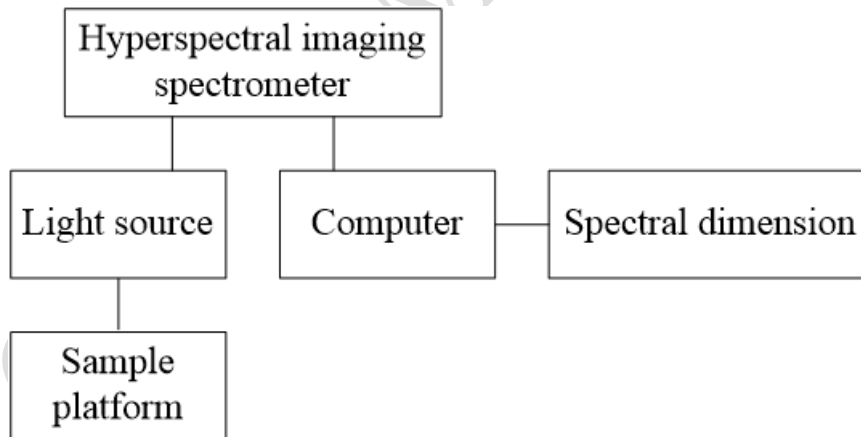 Hyperspectral imaging
spectrometer
Light source
Computer
Spectral dimension
Sample
platform